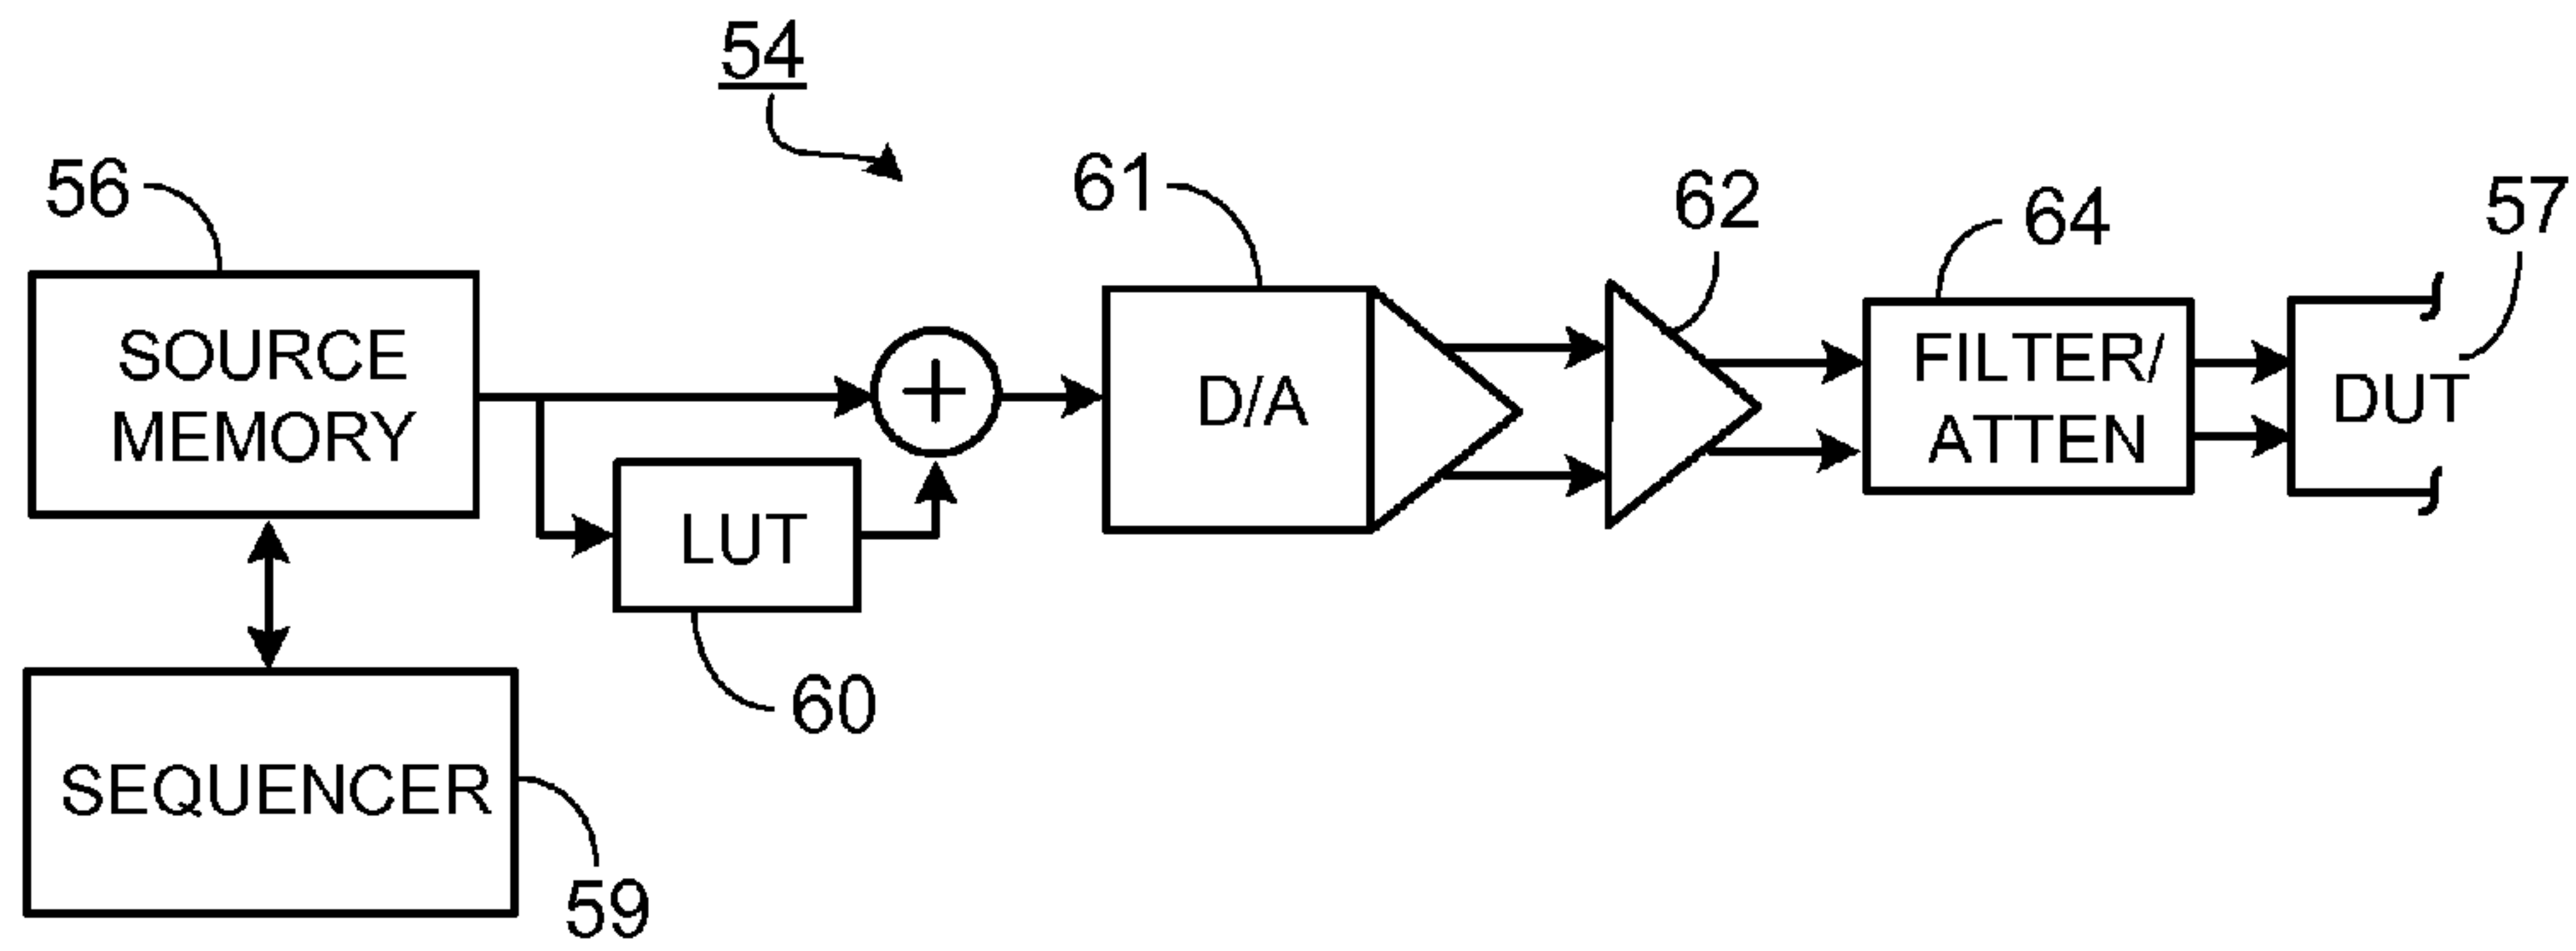 54
56
61
62
64
57
SOURCE
MEMORY
D/A
FILTER/
ATTEN
DUT
LUT
60
SEQUENCER
59